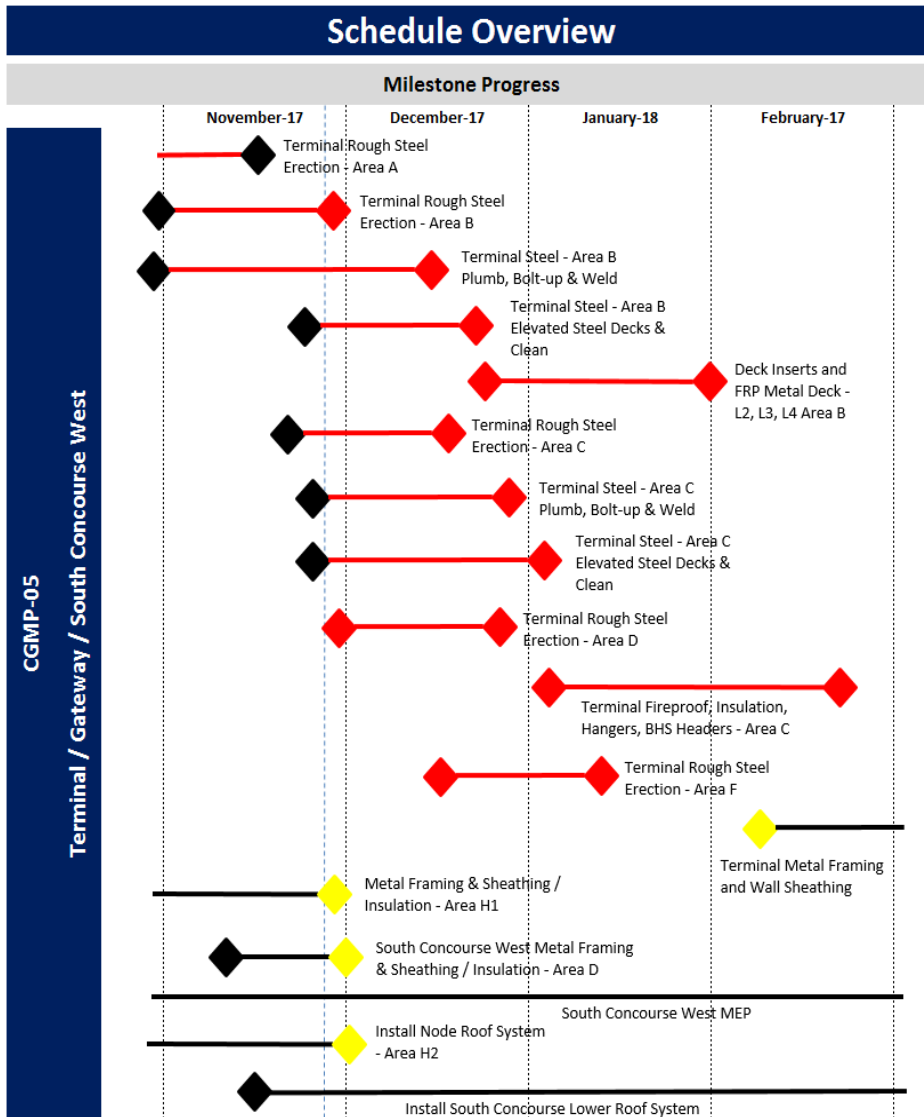 Schedule Overview
Milestone Progress
November-17
December-17
January-18
February-17
CGMP-05
Terminal / Gateway / South Concourse West
Terminal Rough Steel
Erection - Area A
Terminal Rough Steel
Erection - Area B
Terminal Steel - Area B
Plumb, Bolt-up & Weld
Terminal Steel - Area B
Elevated Steel Decks &
Clean
Deck Inserts and
FRP Metal Deck -
L2, L3, L4 Area B
Terminal Rough Steel
Erection - Area C
Terminal Steel - Area C
Plumb, Bolt-up & Weld
Terminal Steel - Area C
Elevated Steel Decks &
Clean
Terminal Rough Steel
Erection - Area D
Terminal Fireproof, Insulation,
Hangers, BHS Headers - Area C
Terminal Rough Steel
Erection - Area F
Terminal Metal Framing
and Wall Sheathing
Metal Framing & Sheathing /
Insulation - Area H1
South Concourse West Metal Framing
& Sheathing / Insulation - Area D
South Concourse West MEP
Install Node Roof System
- Area H2
Install South Concourse Lower Roof System